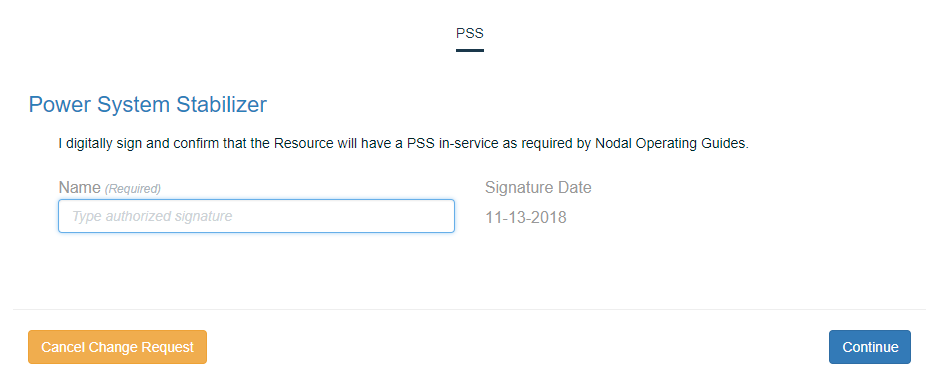 PSS
Power System Stabilizer
I digitally sign and confirm that the Resource will have a PSS in-service as required by Nodal Operating Guides.
Name (Required)
Signature Date
Type authorized signature
11-13-2018
Cancel Change Request
Continue